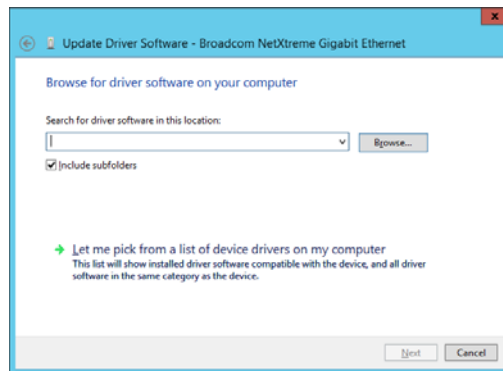 Update Driver Software - Broadcom NetXtreme Gigabit Ethernet
Browse for driver software on your computer
Search for driver software in this location:
Browse...
Include subfolders
Let me pick from a list of device drivers on my computer
This list will show installed driver software compatible with the device, and all driver
software in the same category as the device.
Next
Cancel